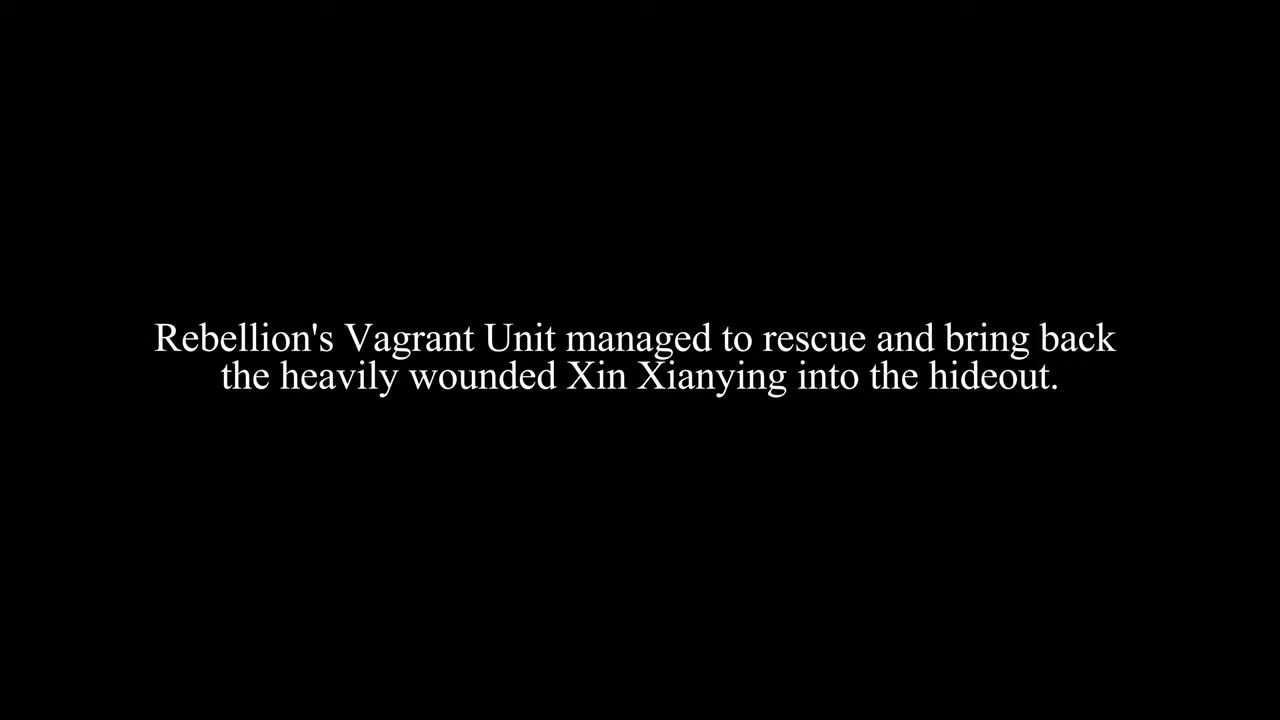 Rebellion's Vagrant Unit managed to rescue and bring back
the heavily wounded Xin Xianying into the hideout.